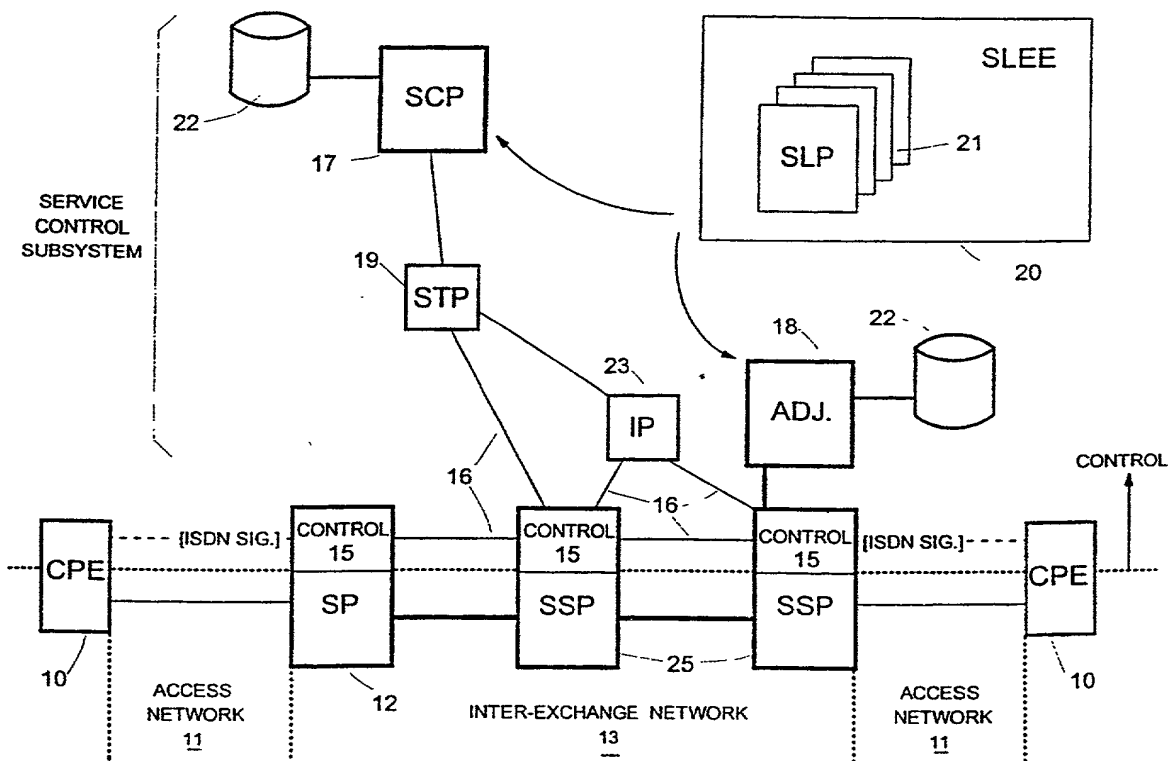 SLEE
22
SCP
SLP
21
17
SERVICE
CONTROL
SUBSYSTEM
20
19
STP
18
22
23
ADJ.
IP
16
CONTROL
16
[ISDN SIG.]
CONTROL
15
CONTROL
15
CONTROL
15
[ISDN SIG.]
CPE
CPE
SP
SSP
SSP
10
12
25
10
ACCESS
NETWORK
11
INTER-EXCHANGE NETWORK
13
ACCESS
NETWORK
11